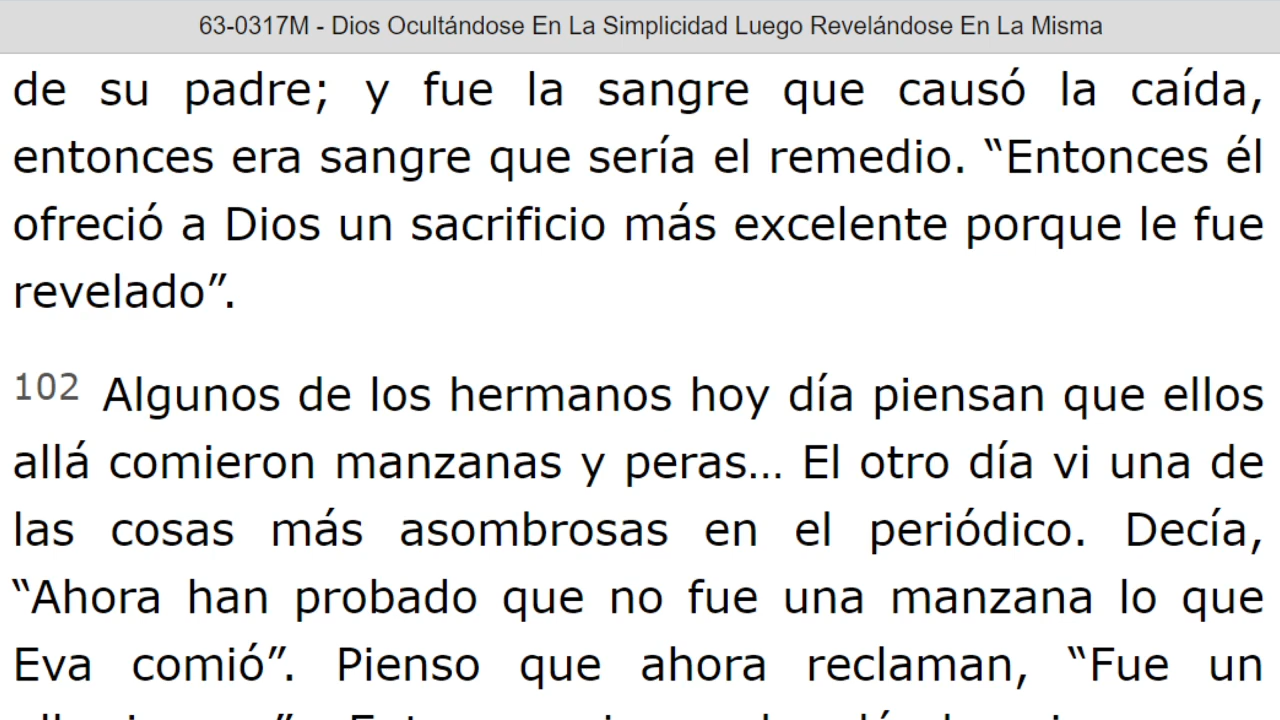 63-0317M - Dios Ocultándose En La Simplicidad Luego Revelándose En La Misma
de su padre; y fue la sangre que causó la caída,
entonces era sangre que sería el remedio. “Entonces él
ofreció a Dios un sacrificio más excelente porque le fue
revelado”.
102 Algunos de los hermanos hoy día piensan que ellos
allá comieron manzanas y peras… El otro día vi una de
las cosas más asombrosas en el periódico. Decía,
“Ahora han probado que no fue una manzana lo que
Eva comió”. Pienso que ahora reclaman, “Fue un